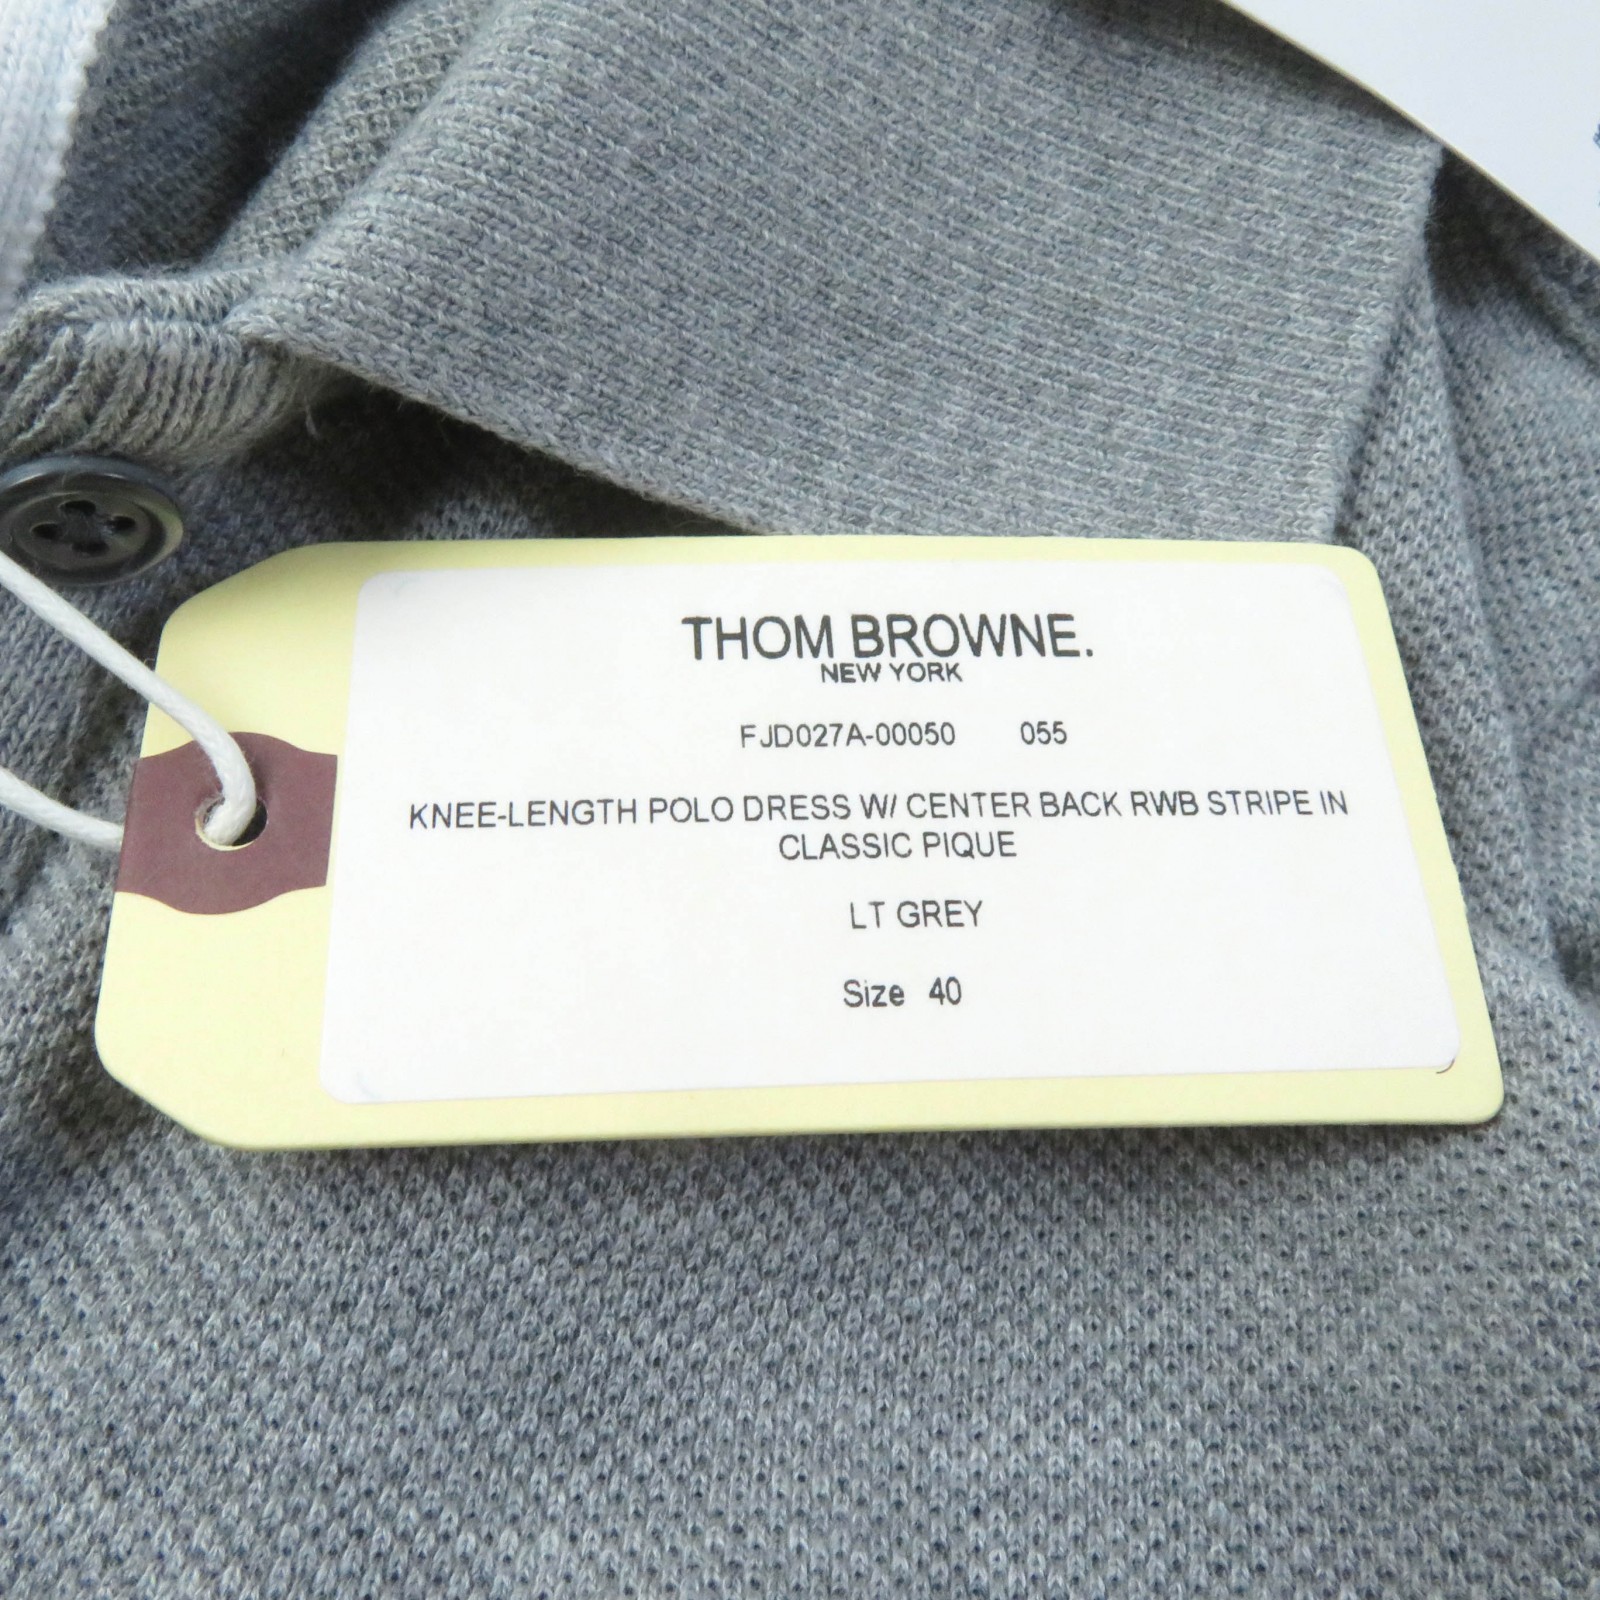 THOM BROWNE.
NEW YORK
FJD027A-00050 055
KNEE-LENGTH POLO DRESS W/ CENTER BACK RWB STRIPE IN
CLASSIC PIQUE
LT GREY
Size 40